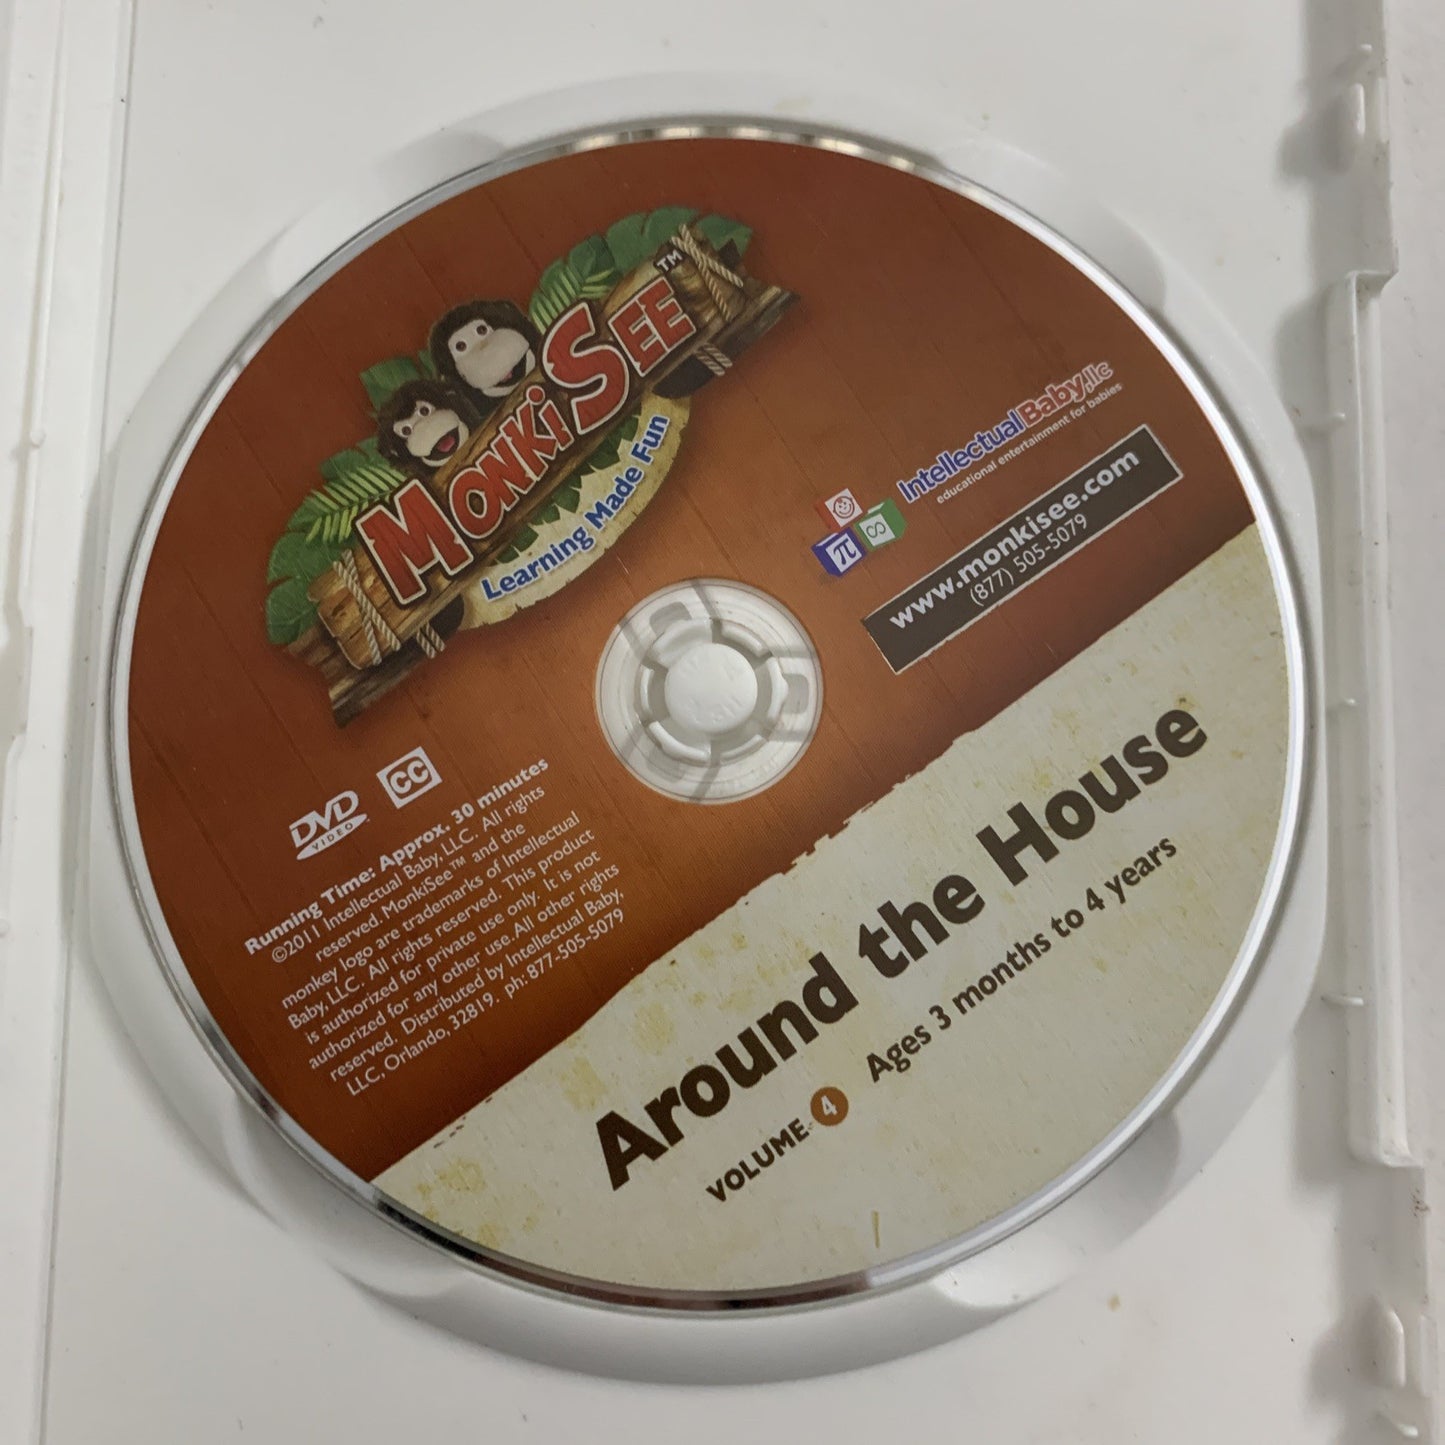 MONKISEE™
Learning Made Fun
Intellectual Baby,llc
educational entertainment for babies
π
∞
www.monkisee.com
(877) 505-5079
DVD
VIDEO
CC
Running Time: Approx. 30 minutes
©2011 Intellectual Baby, LLC. All rights
reserved. MonkiSee™ and the
monkey logo are trademarks of Intellectual
Baby, LLC. All rights reserved. This product
is authorized for private use only. It is not
authorized for any other use. All other rights
reserved. Distributed by Intellectual Baby,
LLC, Orlando, 32819. ph: 877-505-5079
Around the House
VOLUME 4 Ages 3 months to 4 years